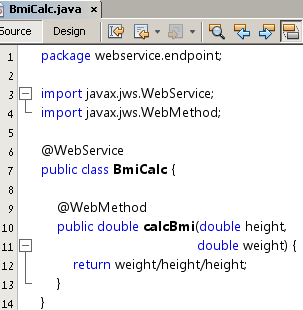 BmiCalc.java ×
Source Design
1 package webservice.endpoint;
2
3 import javax.jws.WebService;
4 import javax.jws.WebMethod;
5
6 @WebService
7 public class BmiCalc {
8
9 @WebMethod
10 public double calcBmi(double height,
11 double weight) {
12 return weight/height/height;
13 }
14 }